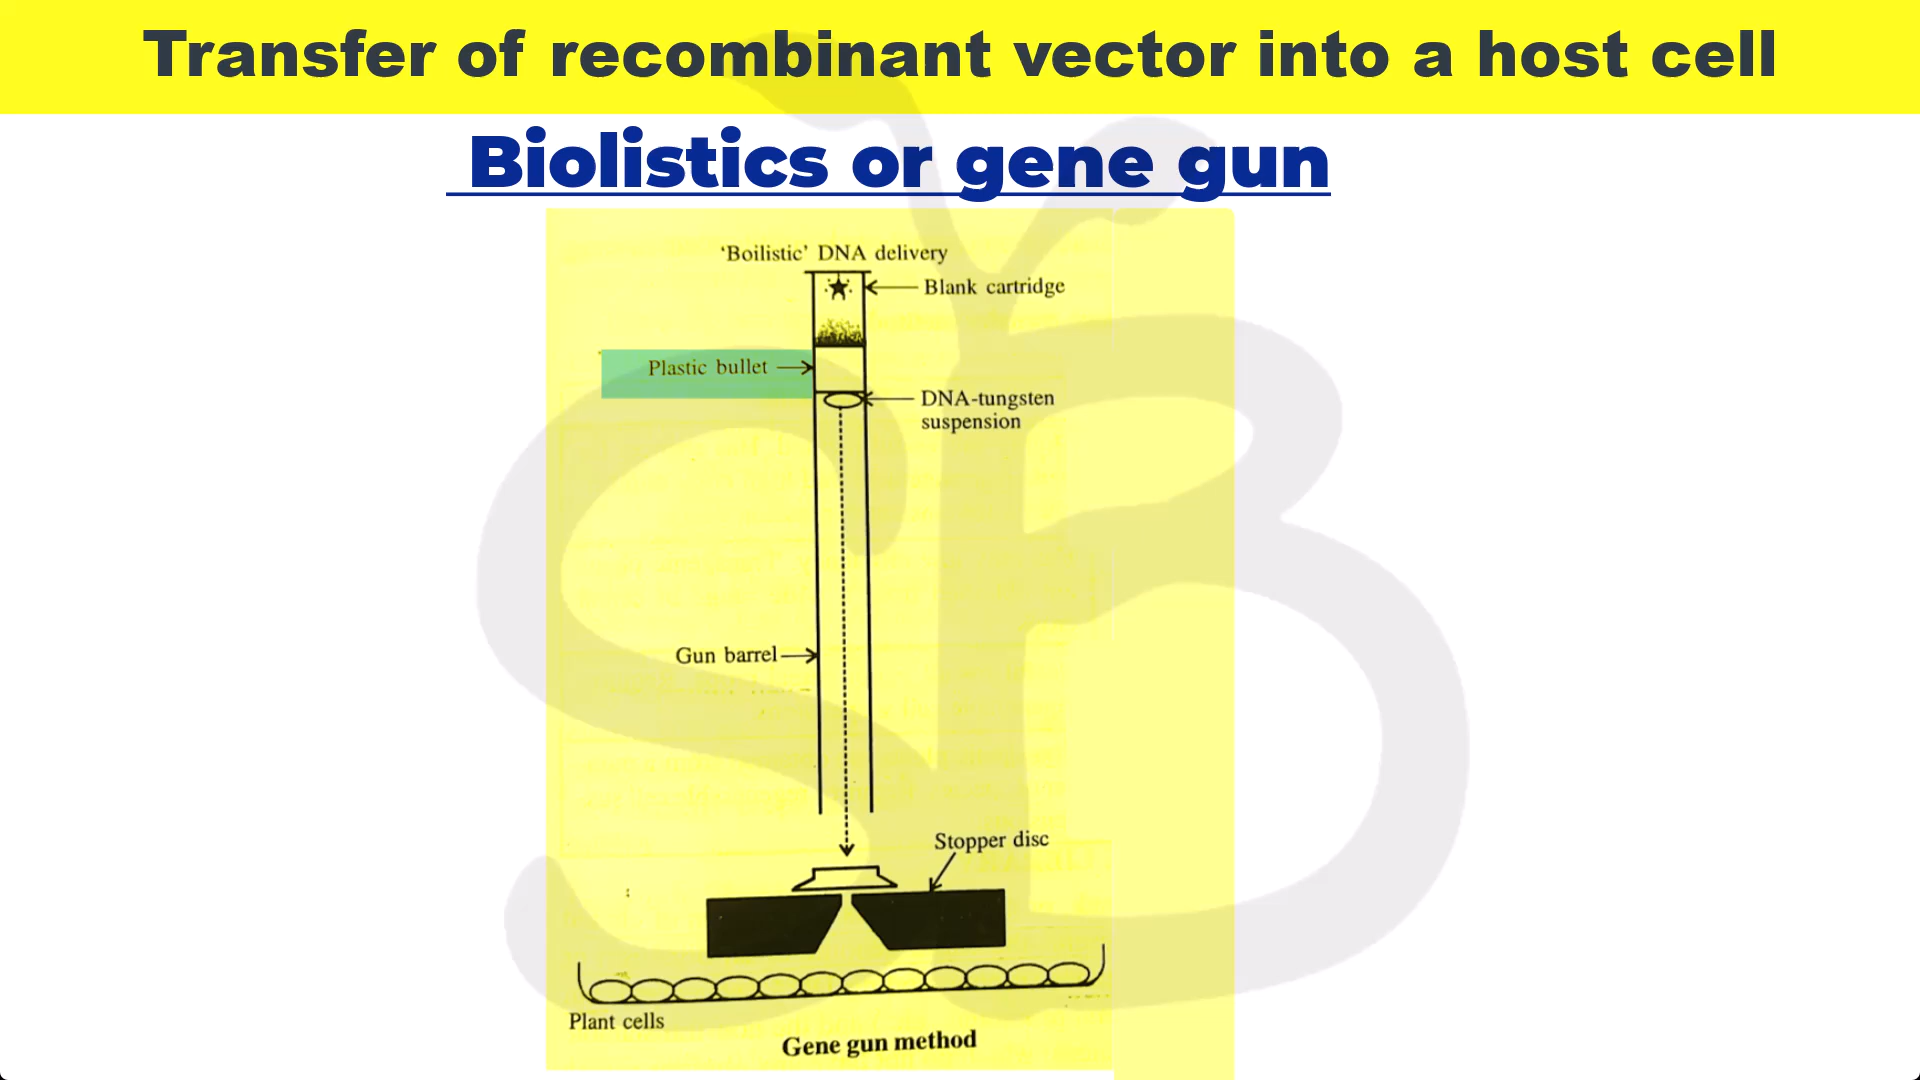 Transfer of recombinant vector into a host cell
Biolistics or gene gun
‘Boilistic’ DNA delivery
Blank cartridge
Plastic bullet
DNA-tungsten
suspension
Gun barrel
Stopper disc
Plant cells
Gene gun method
SB